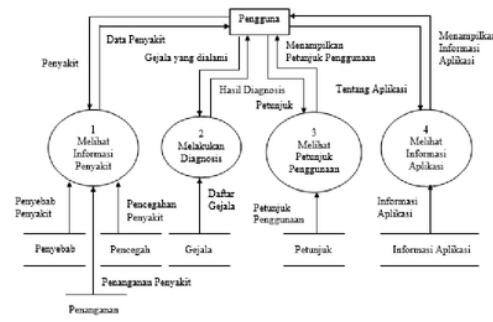 Pengguna
Data Penyakit
Penyakit
Gejala yang dialami
Hasil Diagnosis
Menampilkan
Petunjuk Penggunaan
Petunjuk
Tentang Aplikasi
Menampilkan
Informasi
Aplikasi
1
Melihat
Informasi
Penyakit
2
Melakukan
Diagnosis
3
Melihat
Petunjuk
Penggunaan
4
Melihat
Informasi
Aplikasi
Penyebab
Penyakit
Pencegahan
Penyakit
Daftar
Gejala
Petunjuk
Penggunaan
Informasi
Aplikasi
Penyebab
Pencegah
Gejala
Petunjuk
Informasi Aplikasi
Penanganan Penyakit
Penanganan